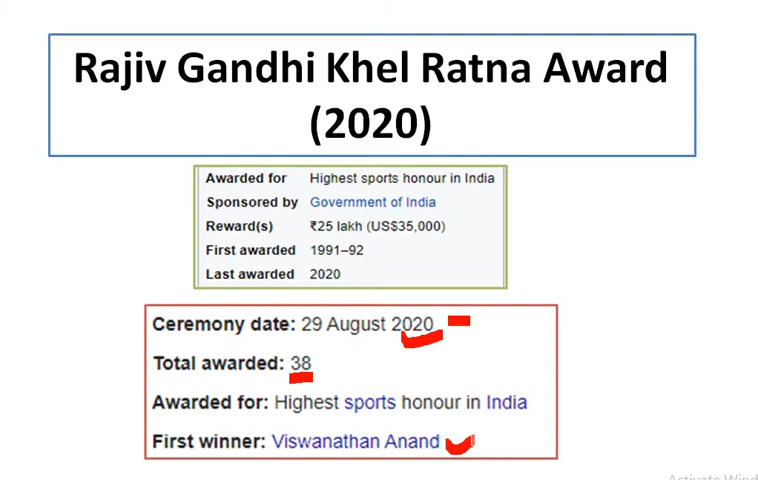 Rajiv Gandhi Khel Ratna Award
(2020)
Awarded for Highest sports honour in India
Sponsored by Government of India
Reward(s) ₹25 lakh (US$35,000)
First awarded 1991–92
Last awarded 2020
Ceremony date: 29 August 2020
Total awarded: 38
Awarded for: Highest sports honour in India
First winner: Viswanathan Anand